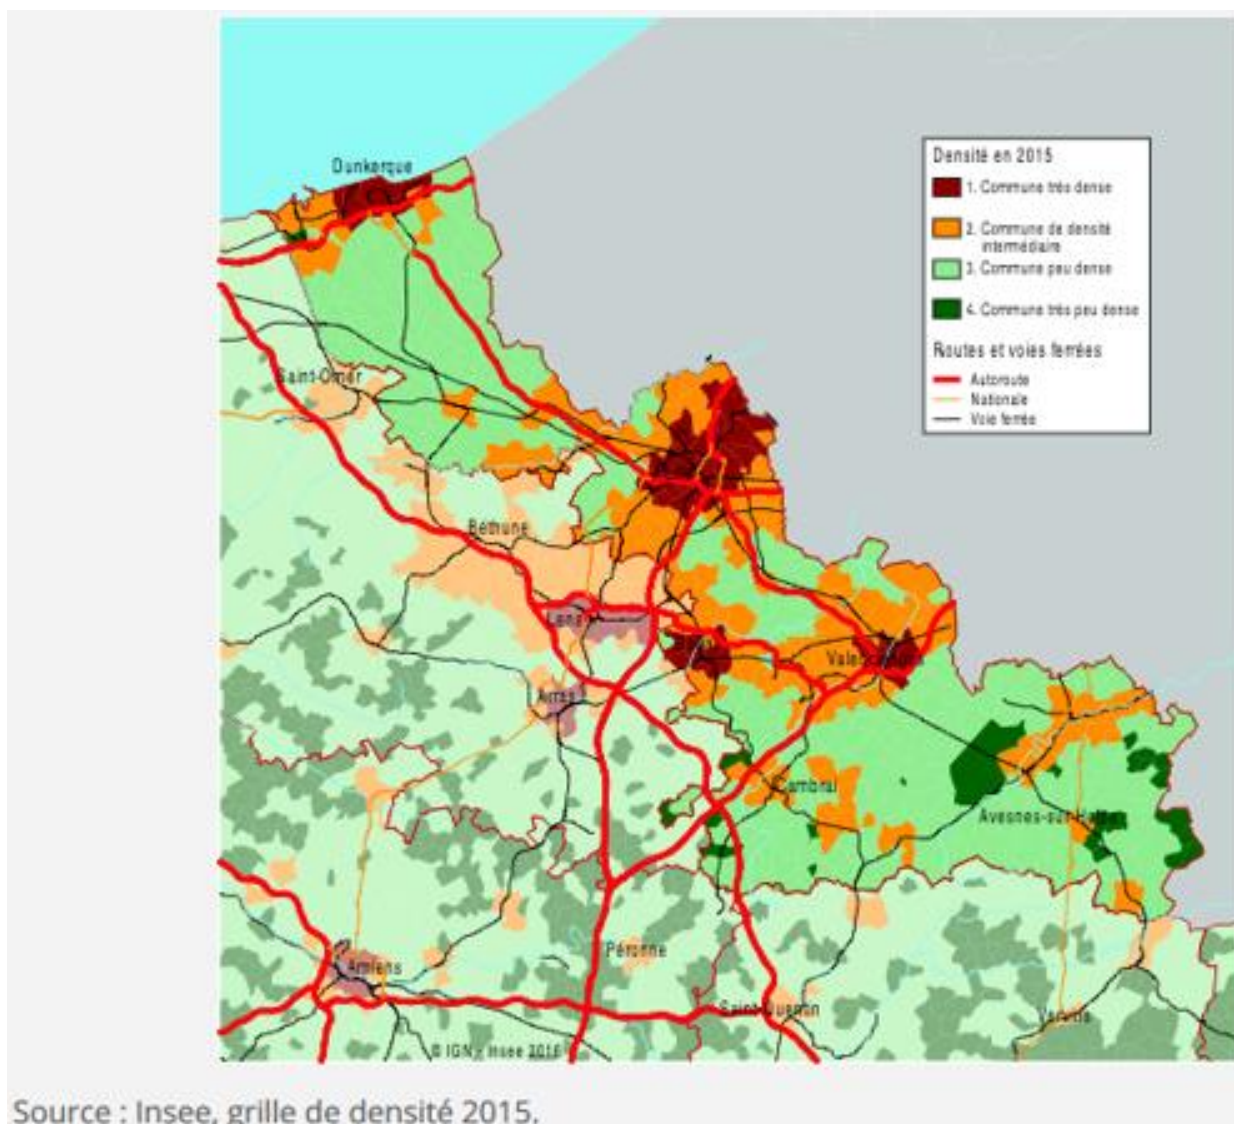 Dunkerque
Densité en 2015
1. Commune très dense
2. Commune de densité
intermédiaire
3. Commune peu dense
4. Commune très peu dense
Routes et voies ferrées
Autoroute
Nationale
Voie ferrée
Saint-Omer
Béthune
Lens
Arras
Cambrai
Péronne
Amiens
Saint-Quentin
Vervins
© IGN - Insee 2016
Source : Insee, grille de densité 2015.